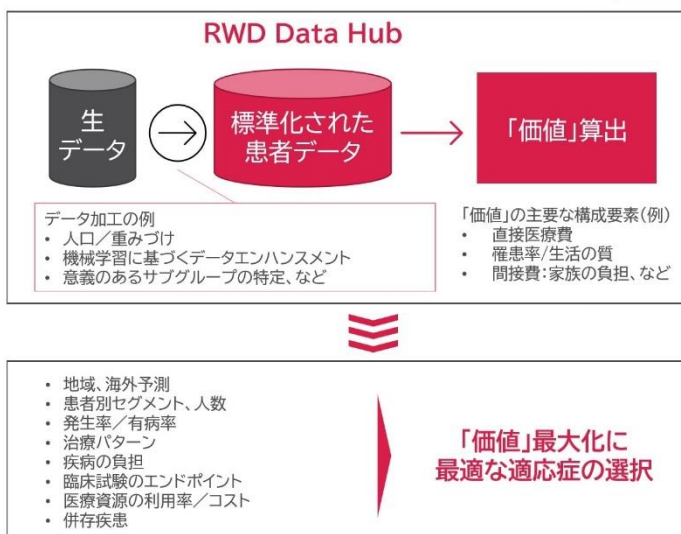 RWD Data Hub
生
データ
標準化された
患者データ
「価値」算出
データ加工の例
• 人口／重みづけ
• 機械学習に基づくデータエンハンスメント
• 意義のあるサブグループの特定、など
「価値」の主要な構成要素(例)
• 直接医療費
• 罹患率/生活の質
• 間接費:家族の負担、など
• 地域、海外予測
• 患者別セグメント、人数
• 発生率／有病率
• 治療パターン
• 疾病の負担
• 臨床試験のエンドポイント
• 医療資源の利用率／コスト
• 併存疾患
「価値」最大化に
最適な適応症の選択